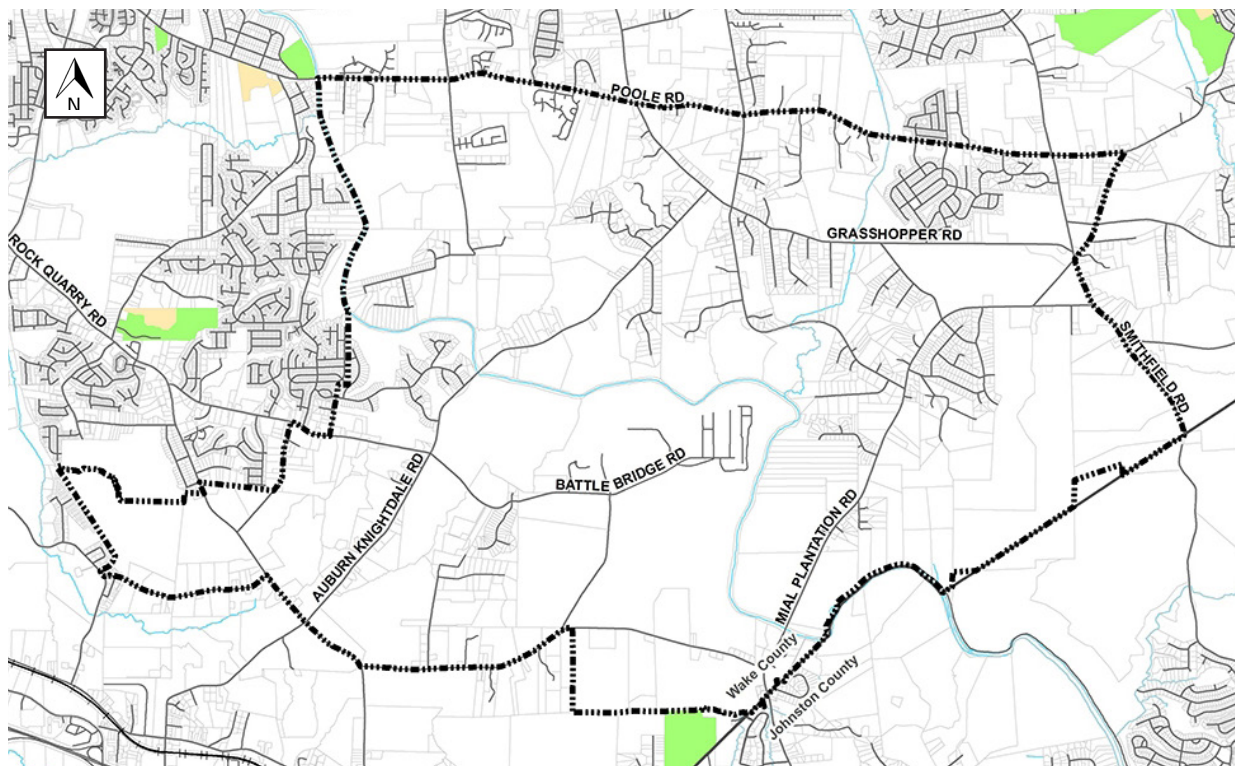 N
POOLE RD
GRASSHOPPER RD
ROCK QUARRY RD
SMITHFIELD RD
AUBURN KNIGHTDALE RD
BATTLE BRIDGE RD
MIAL PLANTATION RD
Wake County
Johnston County